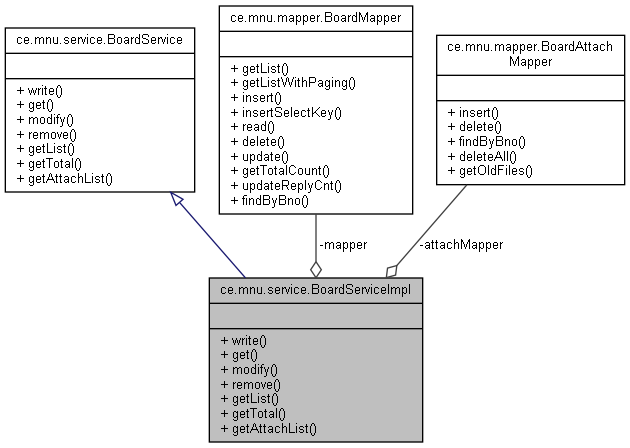 ce.mnu.service.BoardService
+ write()
+ get()
+ modify()
+ remove()
+ getList()
+ getTotal()
+ getAttachList()
ce.mnu.mapper.BoardMapper
+ getList()
+ getListWithPaging()
+ insert()
+ insertSelectKey()
+ read()
+ delete()
+ update()
+ getTotalCount()
+ updateReplyCnt()
+ findByBno()
ce.mnu.mapper.BoardAttach
Mapper
+ insert()
+ delete()
+ findByBno()
+ deleteAll()
+ getOldFiles()
-mapper
-attachMapper
ce.mnu.service.BoardServiceImpl
+ write()
+ get()
+ modify()
+ remove()
+ getList()
+ getTotal()
+ getAttachList()